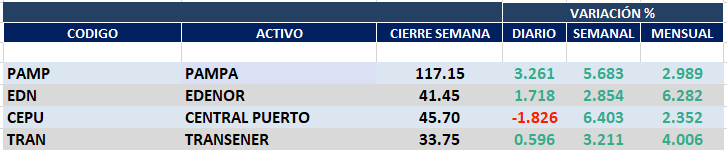 VARIACIÓN %
CODIGO ACTIVO CIERRE SEMANA DIARIO SEMANAL MENSUAL
PAMP PAMPA 117.15 3.261 5.683 2.989
EDN EDENOR 41.45 1.718 2.854 6.282
CEPU CENTRAL PUERTO 45.70 -1.826 6.403 2.352
TRAN TRANSENER 33.75 0.596 3.211 4.006